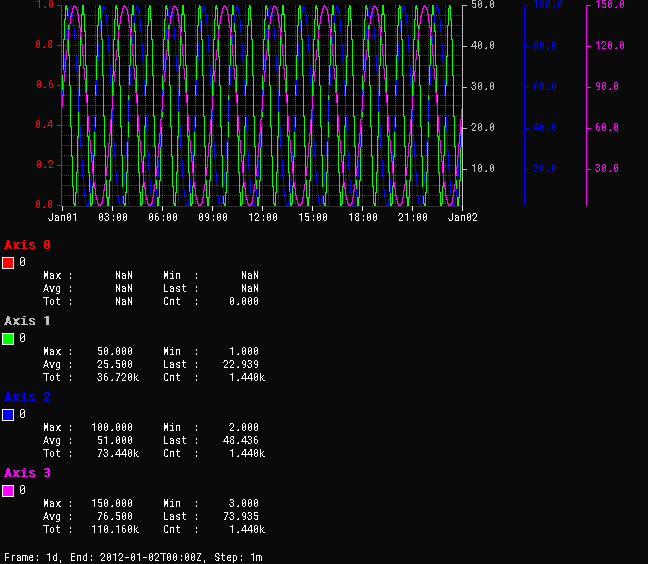 1.0 50.0 100.0 150.0
0.8 40.0 80.0 120.0
0.6 30.0 60.0 90.0
0.4 20.0 40.0 60.0
0.2 10.0 20.0 30.0
0.0
Jan01 03:00 06:00 09:00 12:00 15:00 18:00 21:00 Jan02
Axis 0
0
Max : NaN Min : NaN
Avg : NaN Last : NaN
Tot : NaN Cnt : 0.000
Axis 1
0
Max : 50.000 Min : 1.000
Avg : 25.500 Last : 22.939
Tot : 36.720k Cnt : 1.440k
Axis 2
0
Max : 100.000 Min : 2.000
Avg : 51.000 Last : 48.436
Tot : 73.440k Cnt : 1.440k
Axis 3
0
Max : 150.000 Min : 3.000
Avg : 76.500 Last : 73.935
Tot : 110.160k Cnt : 1.440k
Frame: 1d, End: 2012-01-02T00:00Z, Step: 1m